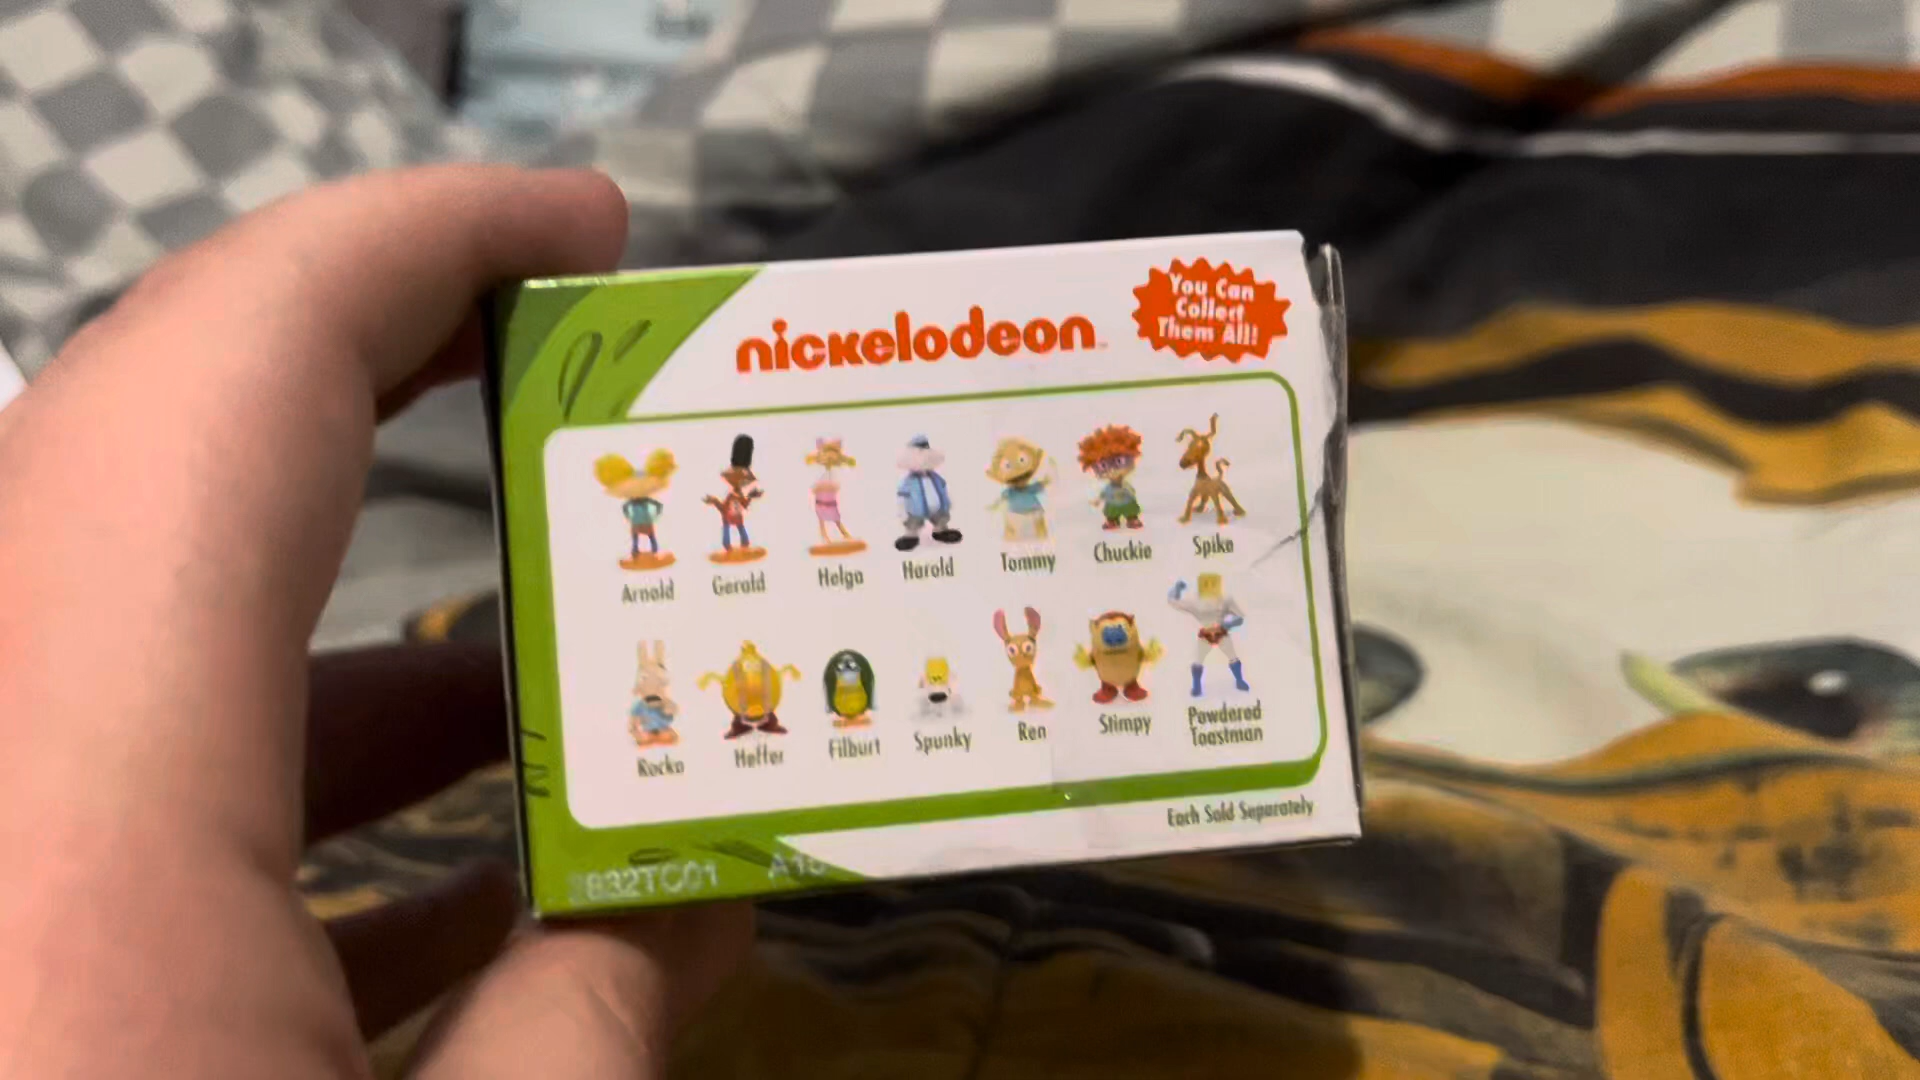 nickelodeon
You Can
Collect
Them All!
Arnold
Gerald
Helga
Harold
Tommy
Chuckie
Spike
Rocko
Heffer
Filburt
Spunky
Ren
Stimpy
Powdered
Toastman
Each Sold Separately